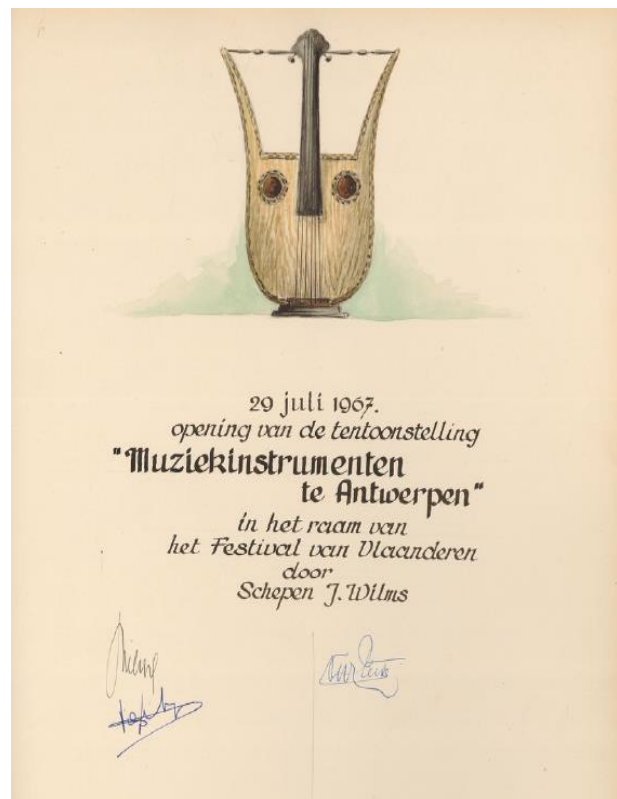 29 juli 1967.
opening van de tentoonstelling
"Muziekinstrumenten
te Antwerpen"
in het raam van
het Festival van Vlaanderen
door
Schepen J. Wilms